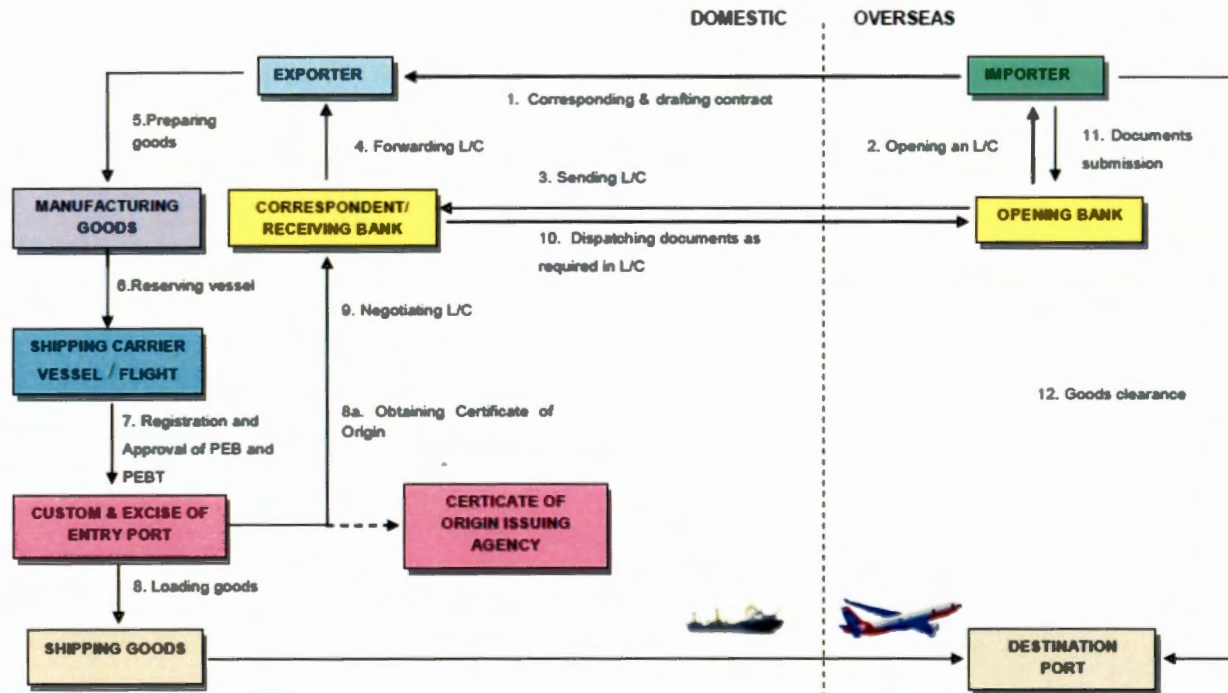 DOMESTIC
OVERSEAS
EXPORTER
IMPORTER
1. Corresponding & drafting contract
5.Preparing
goods
4. Forwarding L/C
2. Opening an L/C
11. Documents
submission
3. Sending L/C
MANUFACTURING
GOODS
CORRESPONDENT/
RECEIVING BANK
OPENING BANK
10. Dispatching documents as
required in L/C
6.Reserving vessel
9. Negotiating L/C
SHIPPING CARRIER
VESSEL / FLIGHT
12. Goods clearance
7. Registration and
Approval of PEB and
PEBT
8a. Obtaining Certificate of
Origin
CUSTOM & EXCISE OF
ENTRY PORT
CERTICATE OF
ORIGIN ISSUING
AGENCY
8. Loading goods
SHIPPING GOODS
DESTINATION
PORT